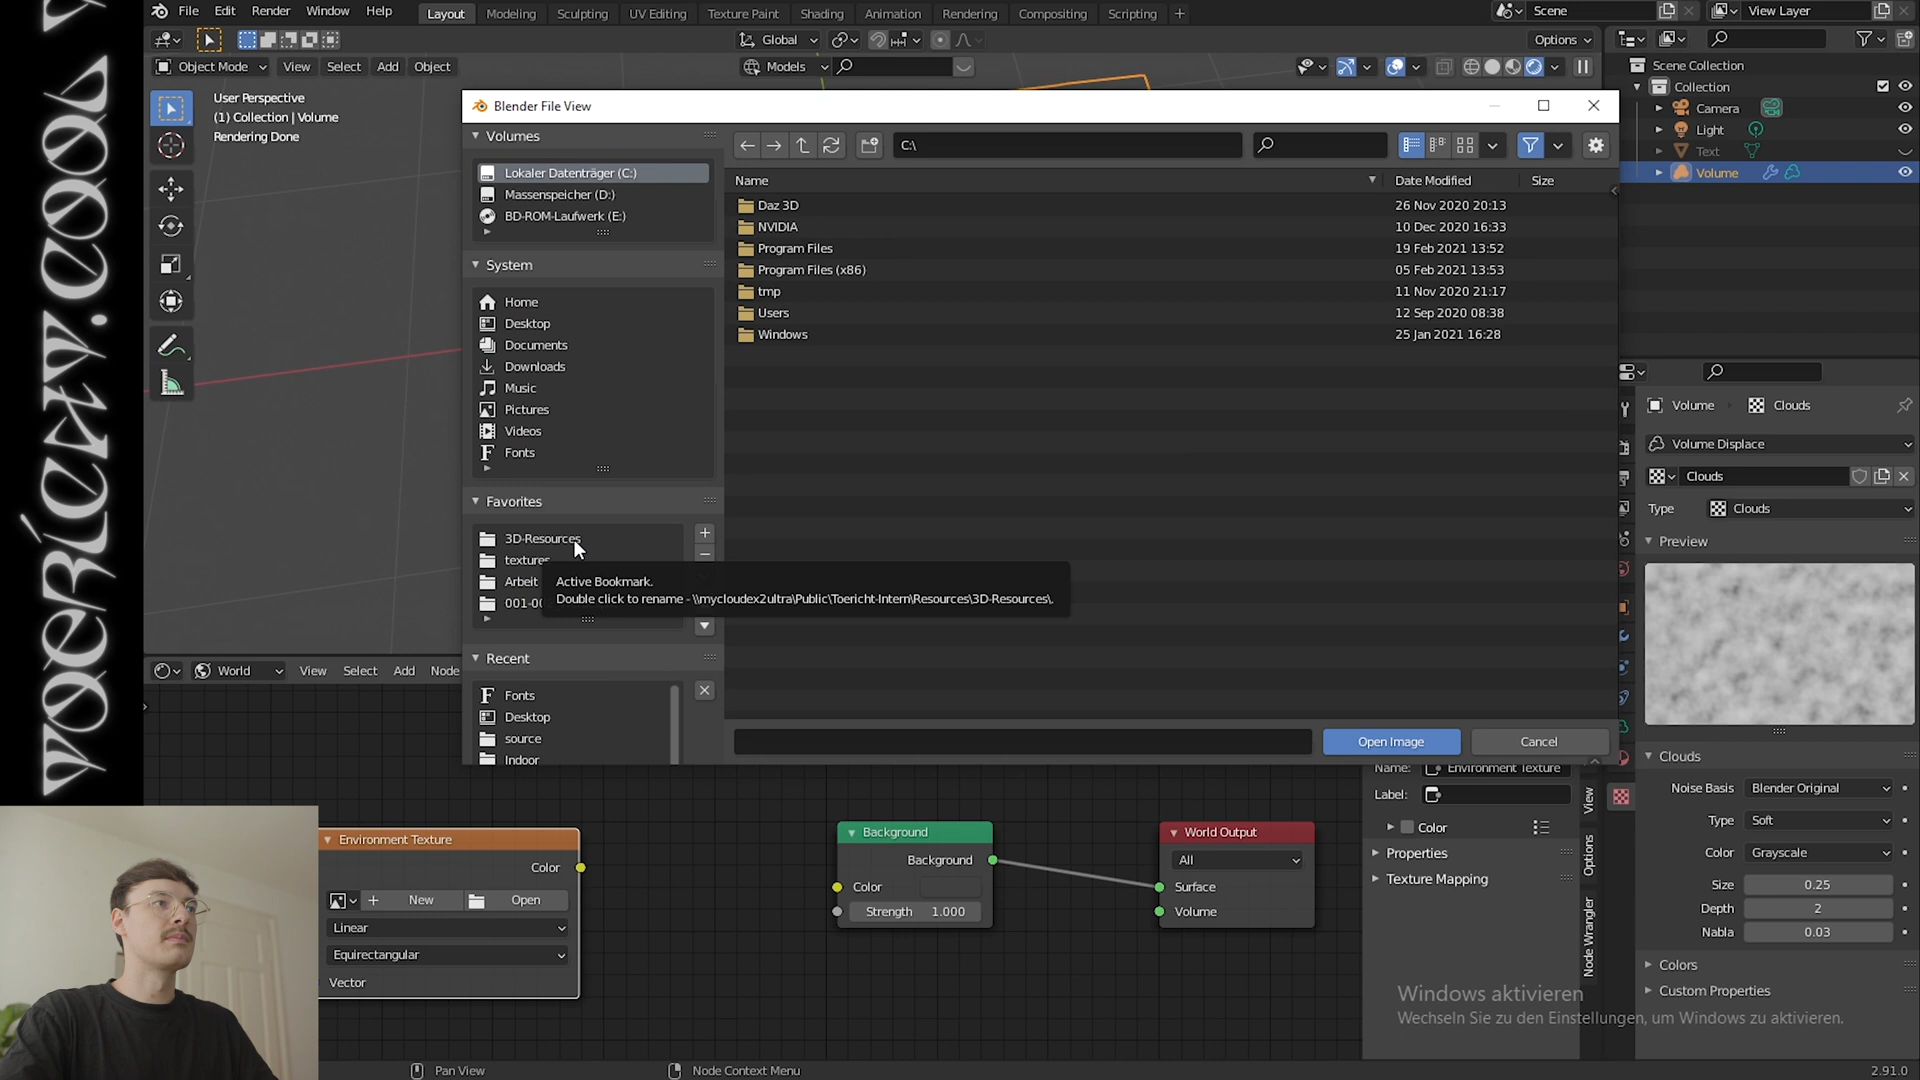 File Edit Render Window Help Layout Modeling Sculpting UV Editing Texture Paint Shading Animation Rendering Compositing Scripting + Scene View Layer
Global Options
Object Mode View Select Add Object Models
User Perspective
(1) Collection | Volume
Rendering Done
Blender File View
Volumes
Lokaler Datenträger (C:)
Massenspeicher (D:)
BD-ROM-Laufwerk (E:)
System
Home
Desktop
Documents
Downloads
Music
Pictures
Videos
Fonts
Favorites
3D-Resources
textures
Arbeit
Active Bookmark.
Double click to rename - \\mycloudex2ultra\Public\Toericht-Intern\Resources\3D-Resources\.
Recent
Fonts
Desktop
source
Indoor
C:\
Name Date Modified Size
Daz 3D 26 Nov 2020 20:13
NVIDIA 10 Dec 2020 16:33
Program Files 19 Feb 2021 13:52
Program Files (x86) 05 Feb 2021 13:53
tmp 11 Nov 2020 21:17
Users 12 Sep 2020 08:38
Windows 25 Jan 2021 16:28
Open Image Cancel
Scene Collection
Collection
Camera
Light
Text
Volume
Volume Clouds
Volume Displace
Clouds
Type Clouds
Preview
Clouds
Noise Basis Blender Original
Type Soft
Color Grayscale
Size 0.25
Depth 2
Nabla 0.03
Colors
Custom Properties
World View Select Add Node
Environment Texture
Color
New Open
Linear
Equirectangular
Vector
Background
Background
Color
Strength 1.000
World Output
All
Surface
Volume
Name: Environment Texture
Label:
Color
Properties
Texture Mapping
View
Options
Node Wrangler
Windows aktivieren
Wechseln Sie zu den Einstellungen, um Windows zu aktivieren.
Pan View Node Context Menu 2.91.0